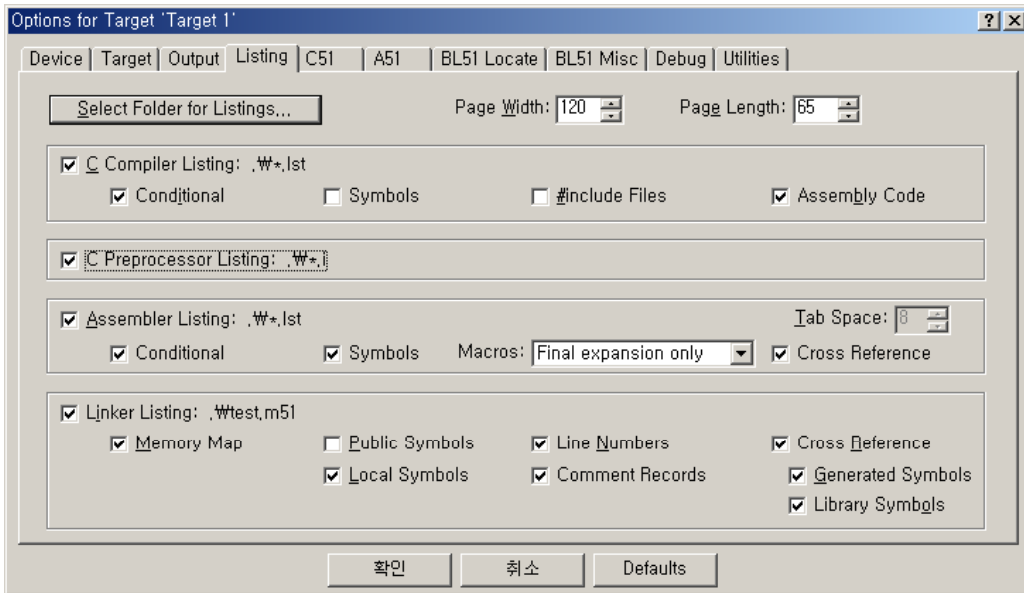 Options for Target 'Target 1'
Device Target Output Listing C51 A51 BL51 Locate BL51 Misc Debug Utilities
Select Folder for Listings... Page Width: 120 Page Length: 65
C Compiler Listing: .₩*.lst
Conditional Symbols #include Files Assembly Code
C Preprocessor Listing: .₩*.i
Assembler Listing: .₩*.lst Tab Space: 8
Conditional Symbols Macros: Final expansion only Cross Reference
Linker Listing: .₩test.m51
Memory Map Public Symbols Line Numbers Cross Reference
Local Symbols Comment Records Generated Symbols
Library Symbols
확인 취소 Defaults